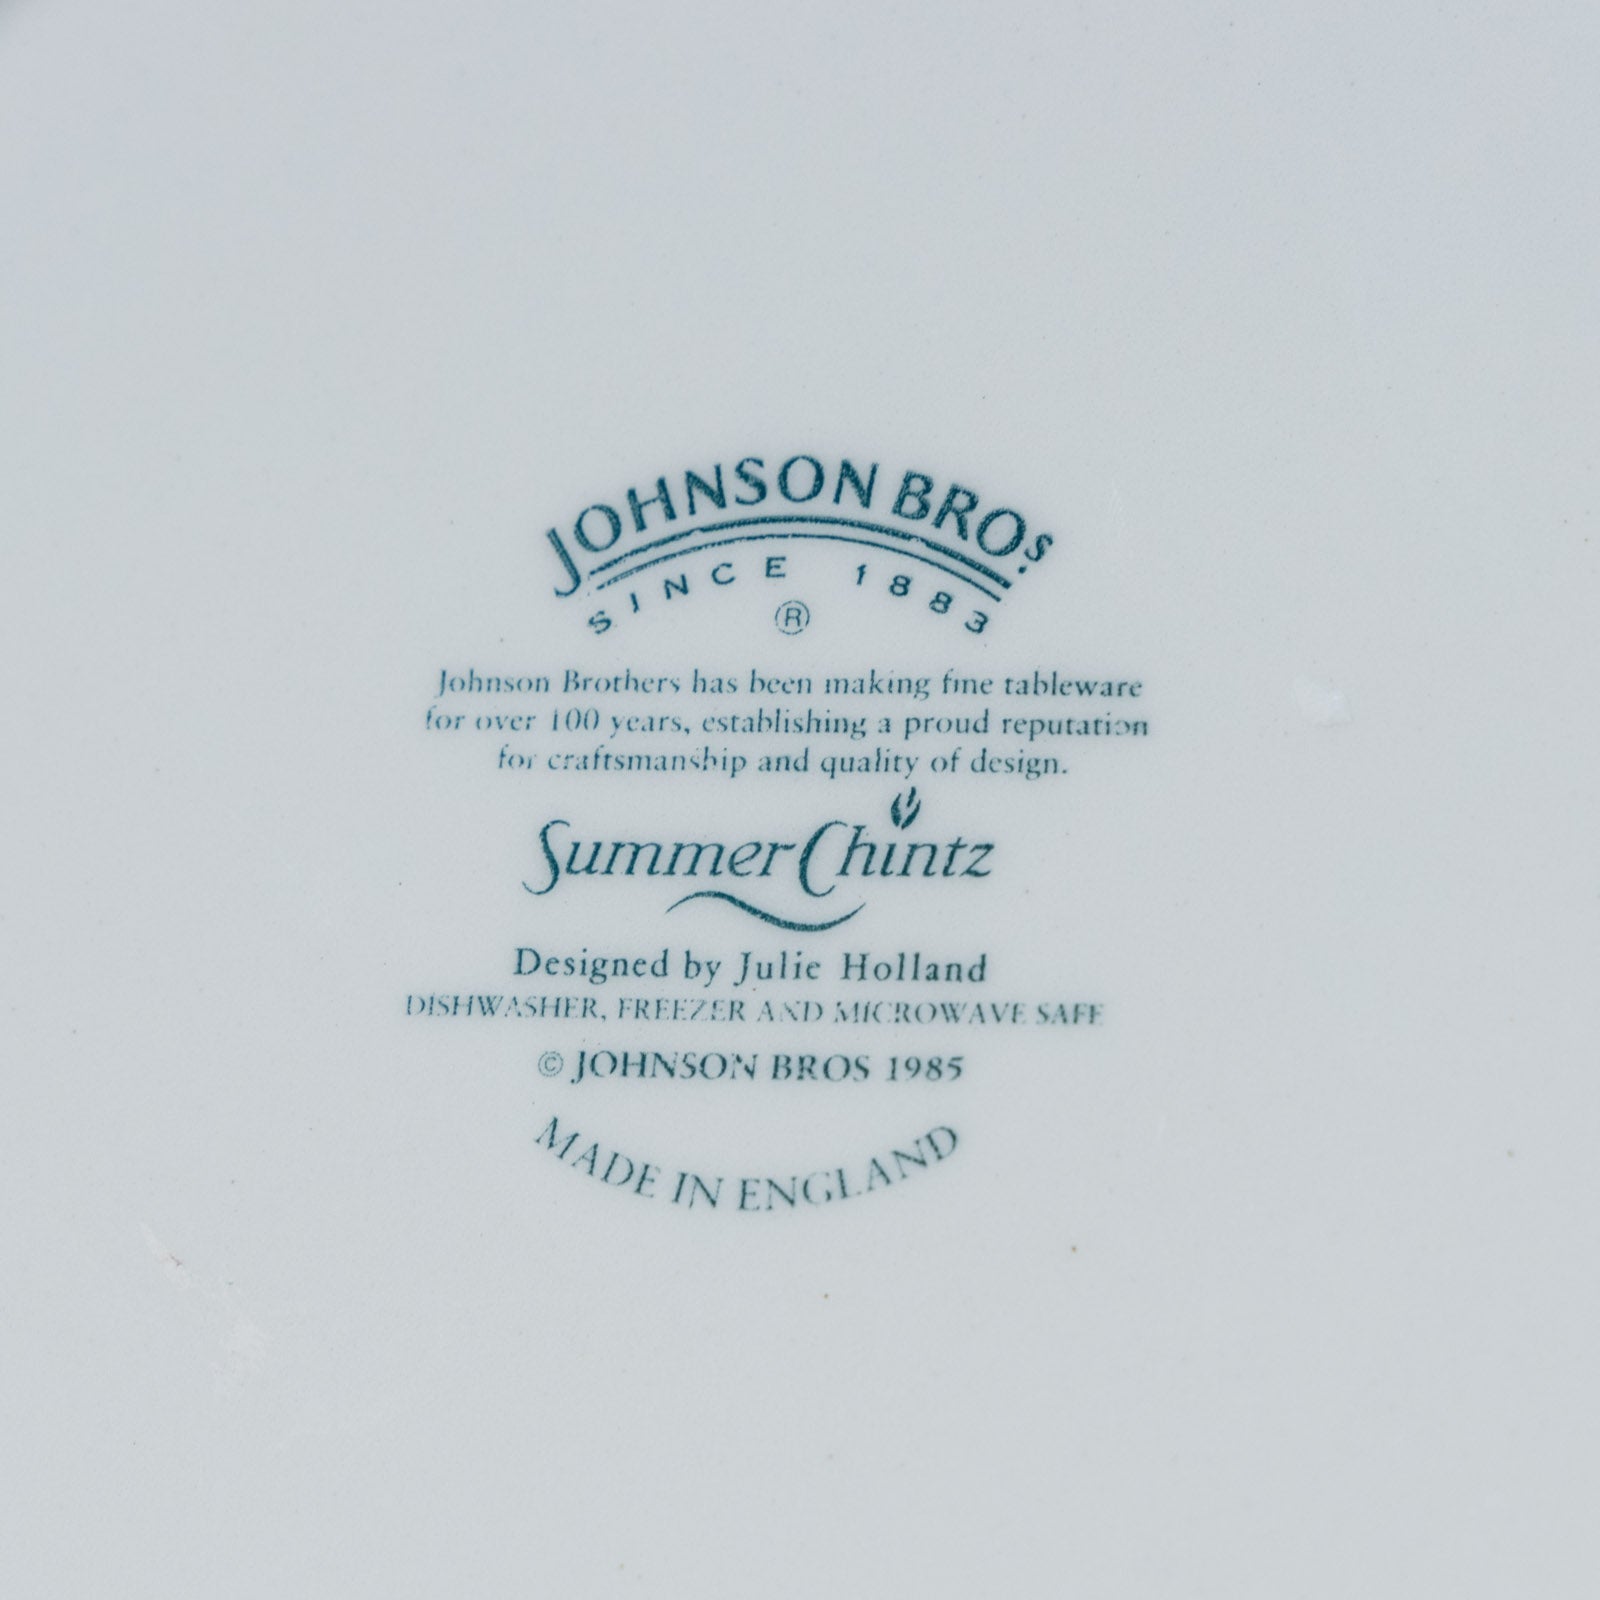 JOHNSON BROS.
SINCE 1883
®
Johnson Brothers has been making fine tableware
for over 100 years, establishing a proud reputation
for craftsmanship and quality of design.
Summer Chintz
Designed by Julie Holland
DISHWASHER, FREEZER AND MICROWAVE SAFE
© JOHNSON BROS 1985
MADE IN ENGLAND